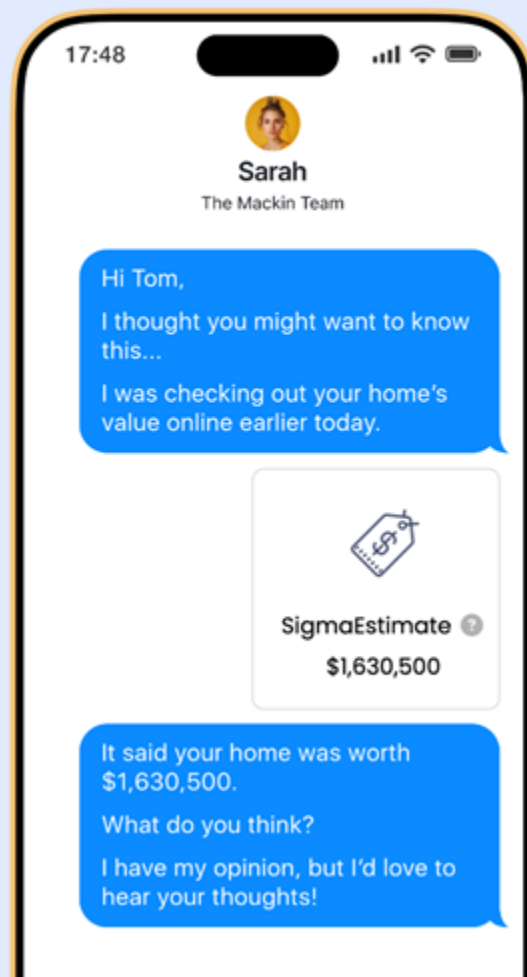 17:48
Sarah
The Mackin Team
Hi Tom,
I thought you might want to know
this...
I was checking out your home’s
value online earlier today.
$
SigmaEstimate ?
$1,630,500
It said your home was worth
$1,630,500.
What do you think?
I have my opinion, but I’d love to
hear your thoughts!